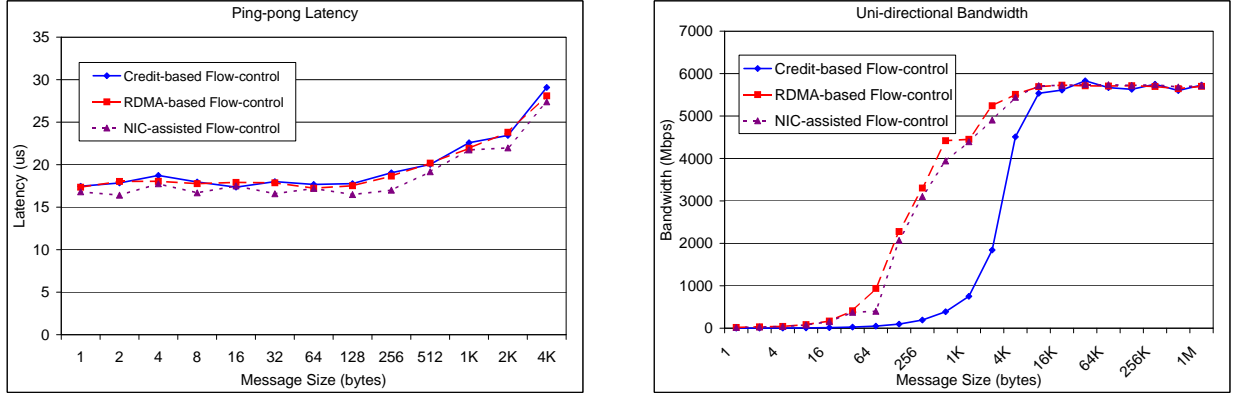 Ping-pong Latency
35
30
25
20
15
10
5
0
Latency (us)
Credit-based Flow-control
RDMA-based Flow-control
NIC-assisted Flow-control
1 2 4 8 16 32 64 128 256 512 1K 2K 4K
Message Size (bytes)
Uni-directional Bandwidth
7000
6000
5000
4000
3000
2000
1000
0
Bandwidth (Mbps)
Credit-based Flow-control
RDMA-based Flow-control
NIC-assisted Flow-control
1 4 16 64 256 1K 4K 16K 64K 256K 1M
Message Size (bytes)